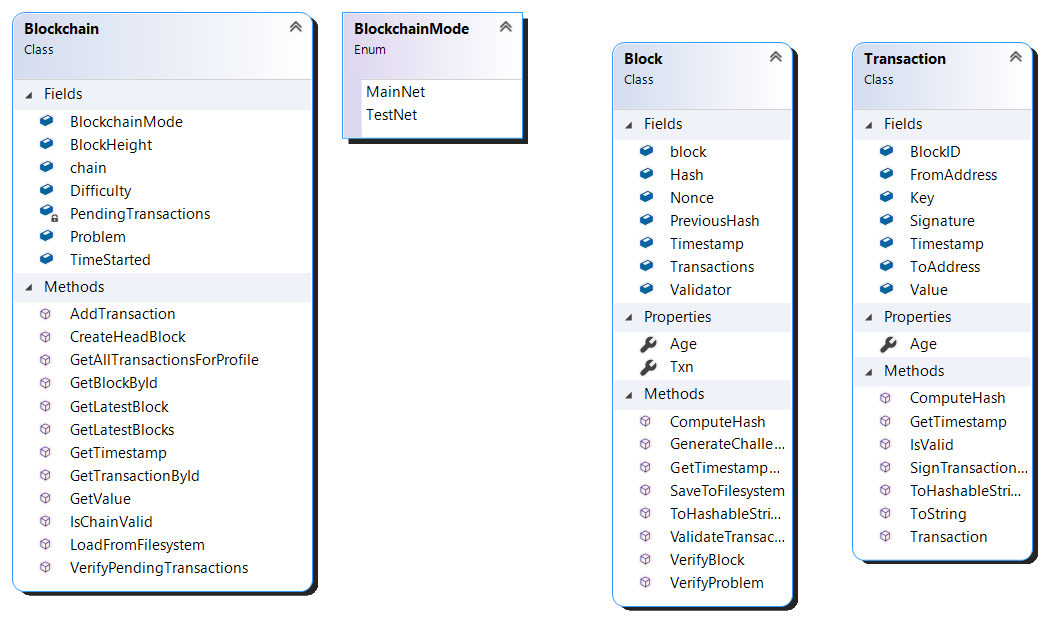 Blockchain
Class
Fields
BlockchainMode
BlockHeight
chain
Difficulty
PendingTransactions
Problem
TimeStarted
Methods
AddTransaction
CreateHeadBlock
GetAllTransactionsForProfile
GetBlockById
GetLatestBlock
GetLatestBlocks
GetTimestamp
GetTransactionById
GetValue
IsChainValid
LoadFromFilesystem
VerifyPendingTransactions
BlockchainMode
Enum
MainNet
TestNet
Block
Class
Fields
block
Hash
Nonce
PreviousHash
Timestamp
Transactions
Validator
Properties
Age
Txn
Methods
ComputeHash
GenerateChalle...
GetTimestamp...
SaveToFilesystem
ToHashableStri...
ValidateTransac...
VerifyBlock
VerifyProblem
Transaction
Class
Fields
BlockID
FromAddress
Key
Signature
Timestamp
ToAddress
Value
Properties
Age
Methods
ComputeHash
GetTimestamp
IsValid
SignTransaction...
ToHashableStri...
ToString
Transaction